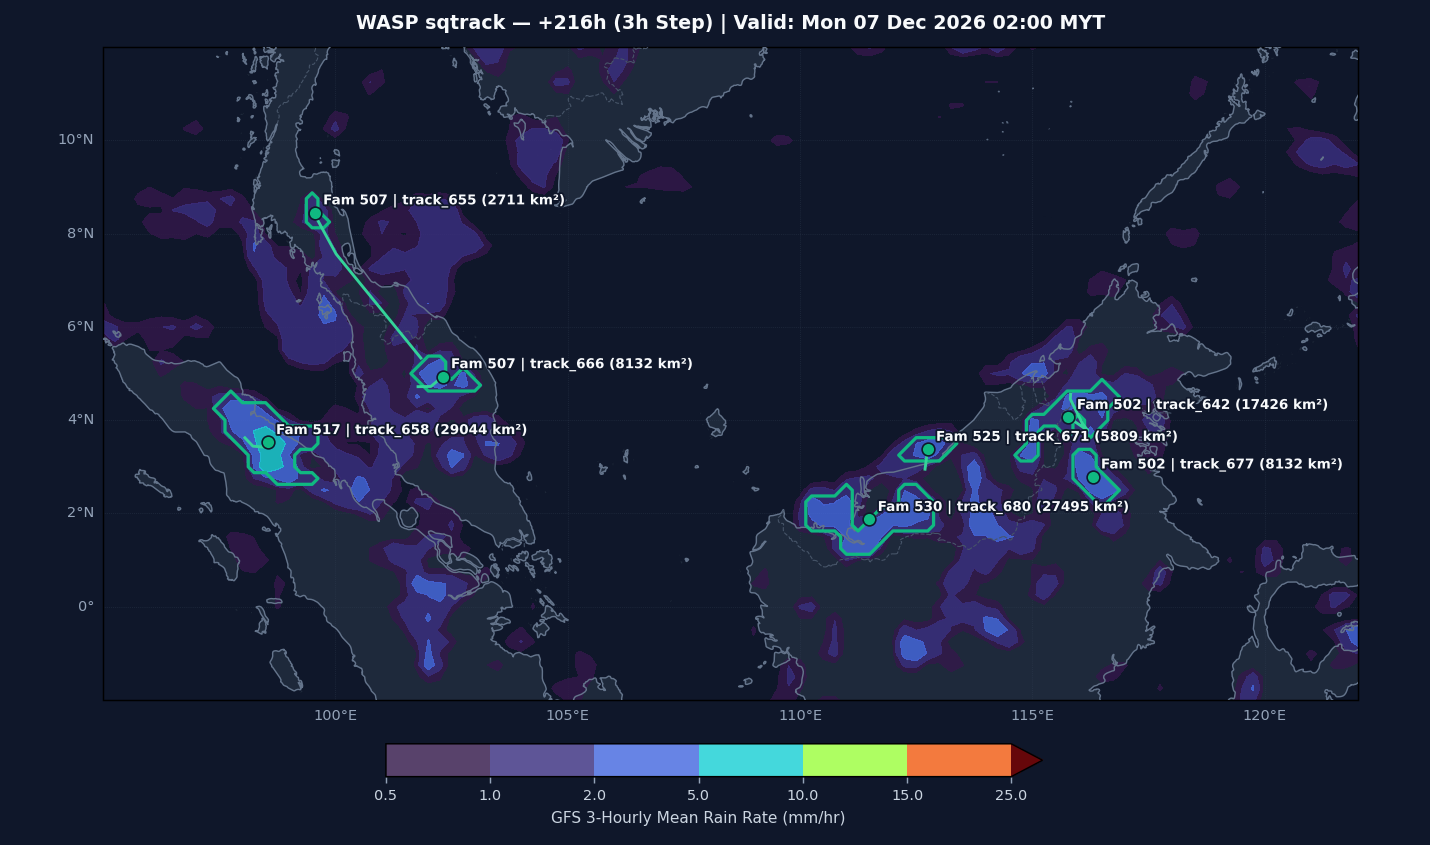 WASP sqtrack — +216h (3h Step) | Valid: Mon 07 Dec 2026 02:00 MYT
10°N
8°N
6°N
4°N
2°N
0°
Fam 507 | track_655 (2711 km²)
Fam 507 | track_666 (8132 km²)
Fam 517 | track_658 (29044 km²)
Fam 502 | track_642 (17426 km²)
Fam 525 | track_671 (5809 km²)
Fam 502 | track_677 (8132 km²)
Fam 530 | track_680 (27495 km²)
100°E 105°E 110°E 115°E 120°E
0.5 1.0 2.0 5.0 10.0 15.0 25.0
GFS 3-Hourly Mean Rain Rate (mm/hr)